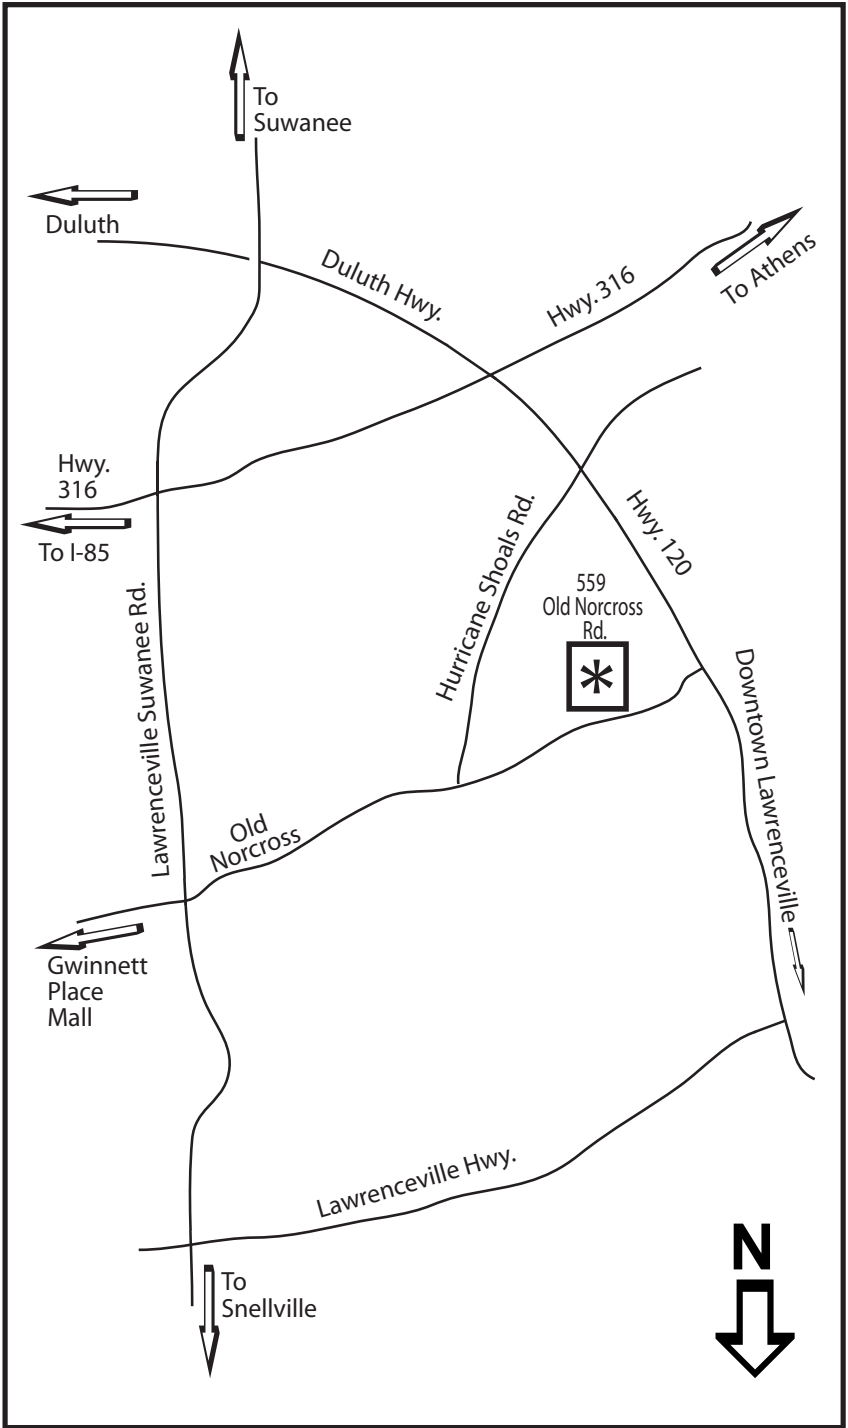 To
Suwanee
Duluth
Duluth Hwy.
Hwy. 316
To Athens
Hwy.
316
To I-85
Hurricane Shoals Rd.
Hwy. 120
559
Old Norcross
Rd.
*
Lawrenceville Suwanee Rd.
Downtown Lawrenceville
Old
Norcross
Gwinnett
Place
Mall
Lawrenceville Hwy.
N
To
Snellville